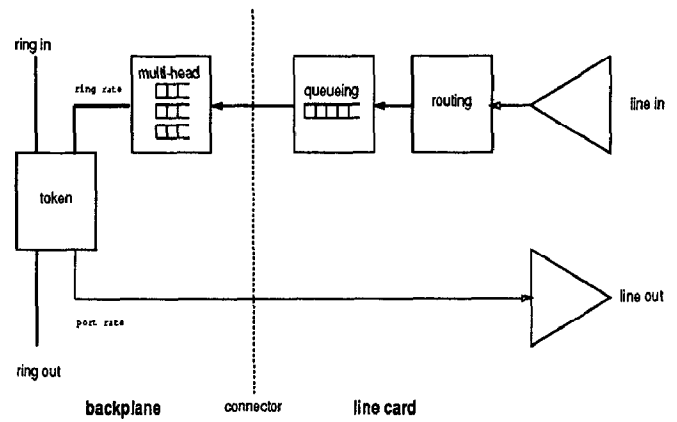 ring in
multi-head
ring rate
queueing
routing
line in
token
line out
port rate
ring out
backplane
connector
line card